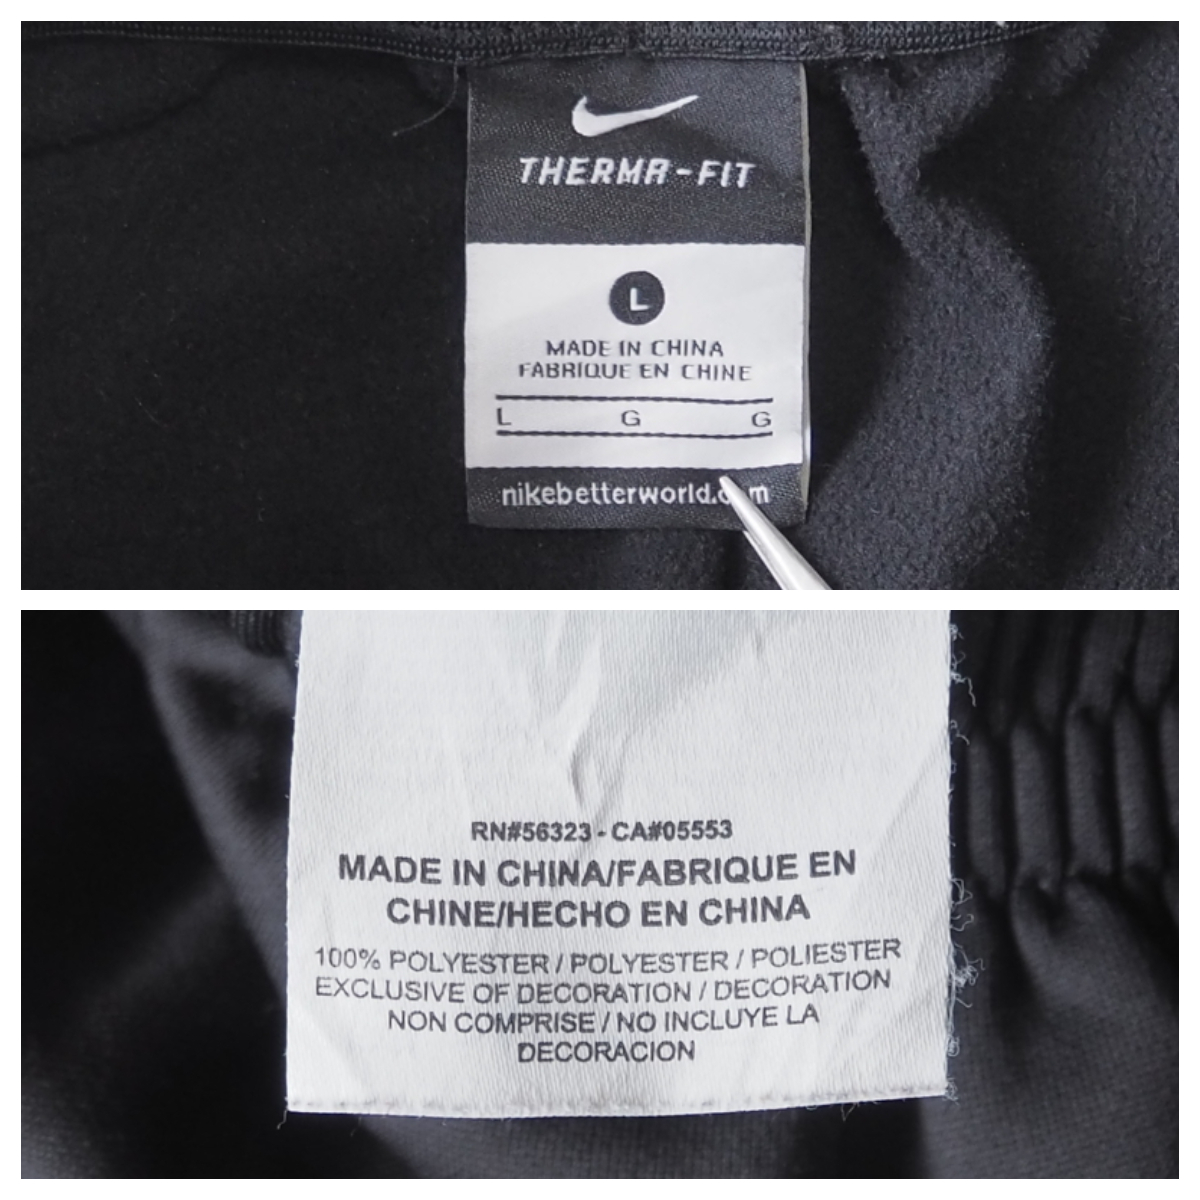 THERMA-FIT
L
MADE IN CHINA
FABRIQUE EN CHINE
L G G
nikebetterworld.com
RN#56323 - CA#05553
MADE IN CHINA/FABRIQUE EN
CHINE/HECHO EN CHINA
100% POLYESTER / POLYESTER / POLIESTER
EXCLUSIVE OF DECORATION / DECORATION
NON COMPRISE / NO INCLUYE LA
DECORACION